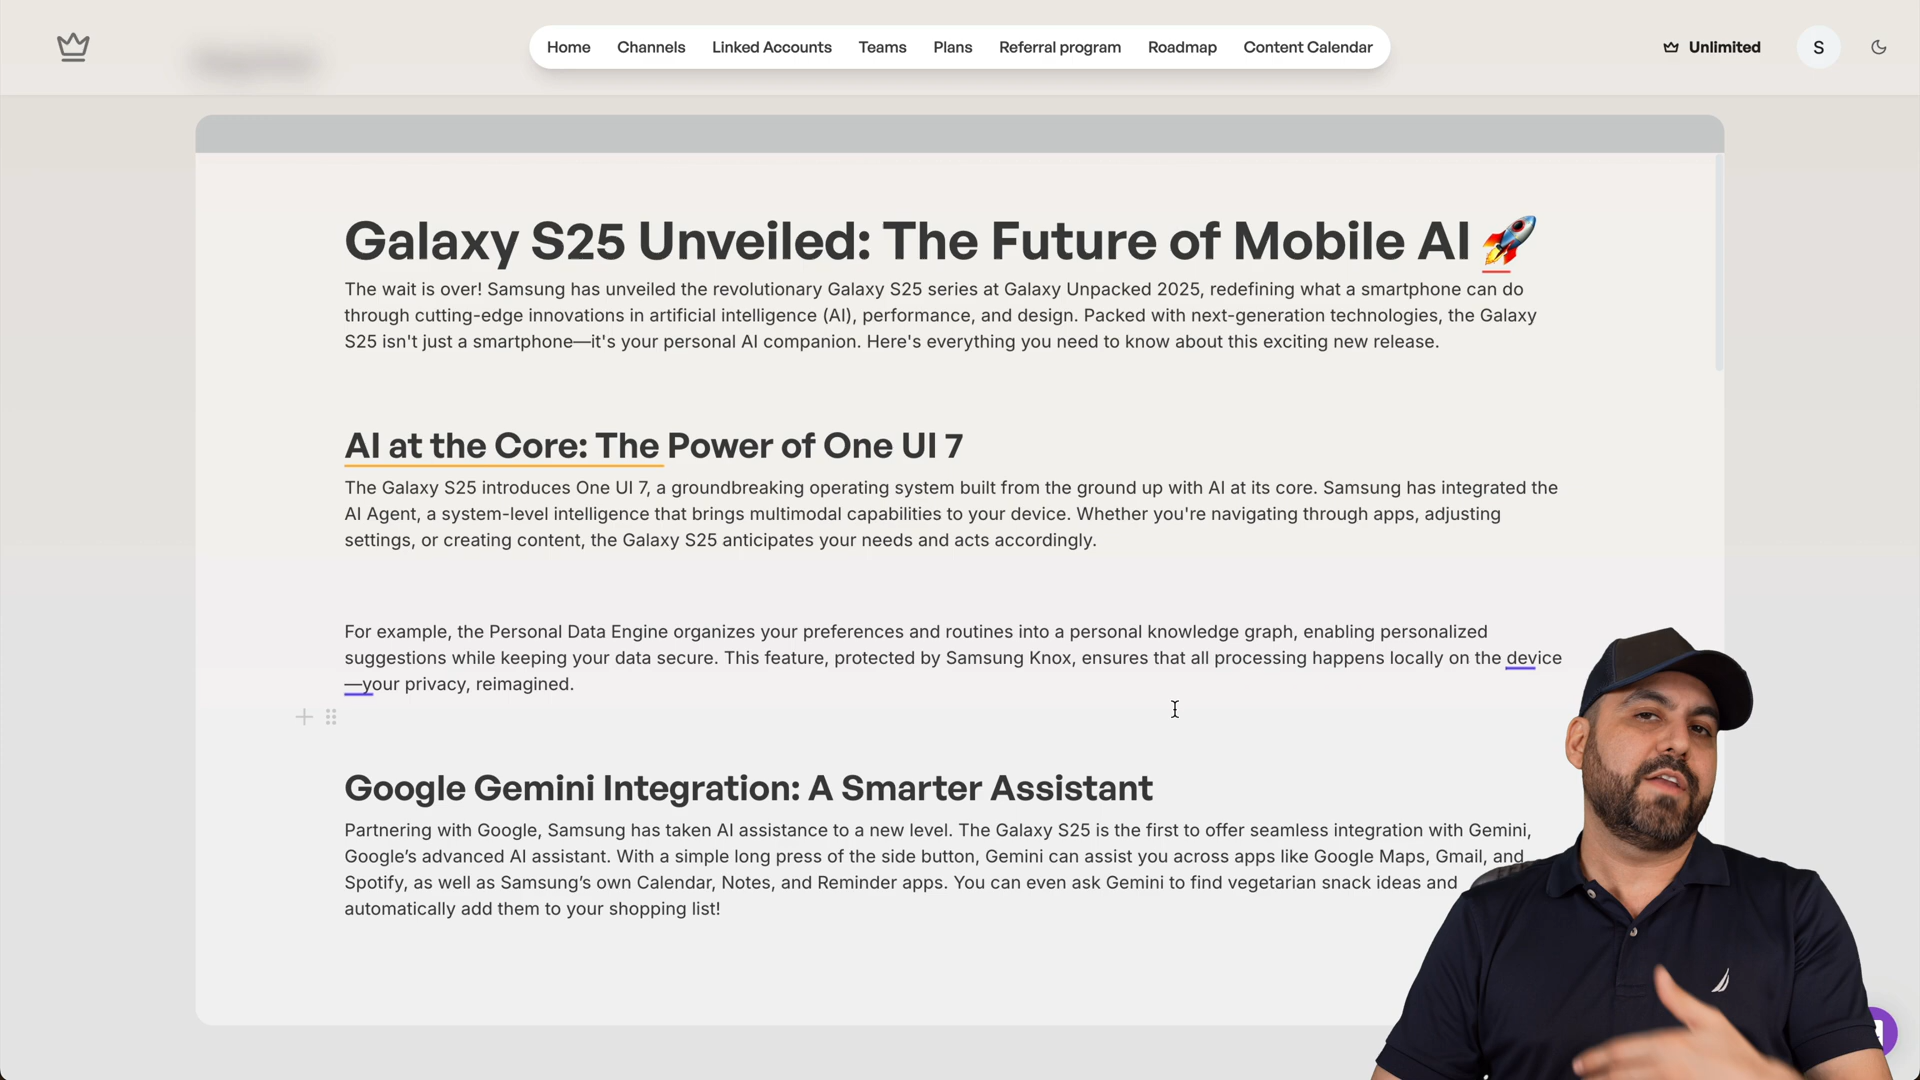 Home Channels Linked Accounts Teams Plans Referral program Roadmap Content Calendar
Unlimited
S
Galaxy S25 Unveiled: The Future of Mobile AI 🚀
The wait is over! Samsung has unveiled the revolutionary Galaxy S25 series at Galaxy Unpacked 2025, redefining what a smartphone can do
through cutting-edge innovations in artificial intelligence (AI), performance, and design. Packed with next-generation technologies, the Galaxy
S25 isn't just a smartphone—it's your personal AI companion. Here's everything you need to know about this exciting new release.
AI at the Core: The Power of One UI 7
The Galaxy S25 introduces One UI 7, a groundbreaking operating system built from the ground up with AI at its core. Samsung has integrated the
AI Agent, a system-level intelligence that brings multimodal capabilities to your device. Whether you're navigating through apps, adjusting
settings, or creating content, the Galaxy S25 anticipates your needs and acts accordingly.
For example, the Personal Data Engine organizes your preferences and routines into a personal knowledge graph, enabling personalized
suggestions while keeping your data secure. This feature, protected by Samsung Knox, ensures that all processing happens locally on the device
—your privacy, reimagined.
Google Gemini Integration: A Smarter Assistant
Partnering with Google, Samsung has taken AI assistance to a new level. The Galaxy S25 is the first to offer seamless integration with Gemini,
Google’s advanced AI assistant. With a simple long press of the side button, Gemini can assist you across apps like Google Maps, Gmail, and
Spotify, as well as Samsung’s own Calendar, Notes, and Reminder apps. You can even ask Gemini to find vegetarian snack ideas and
automatically add them to your shopping list!